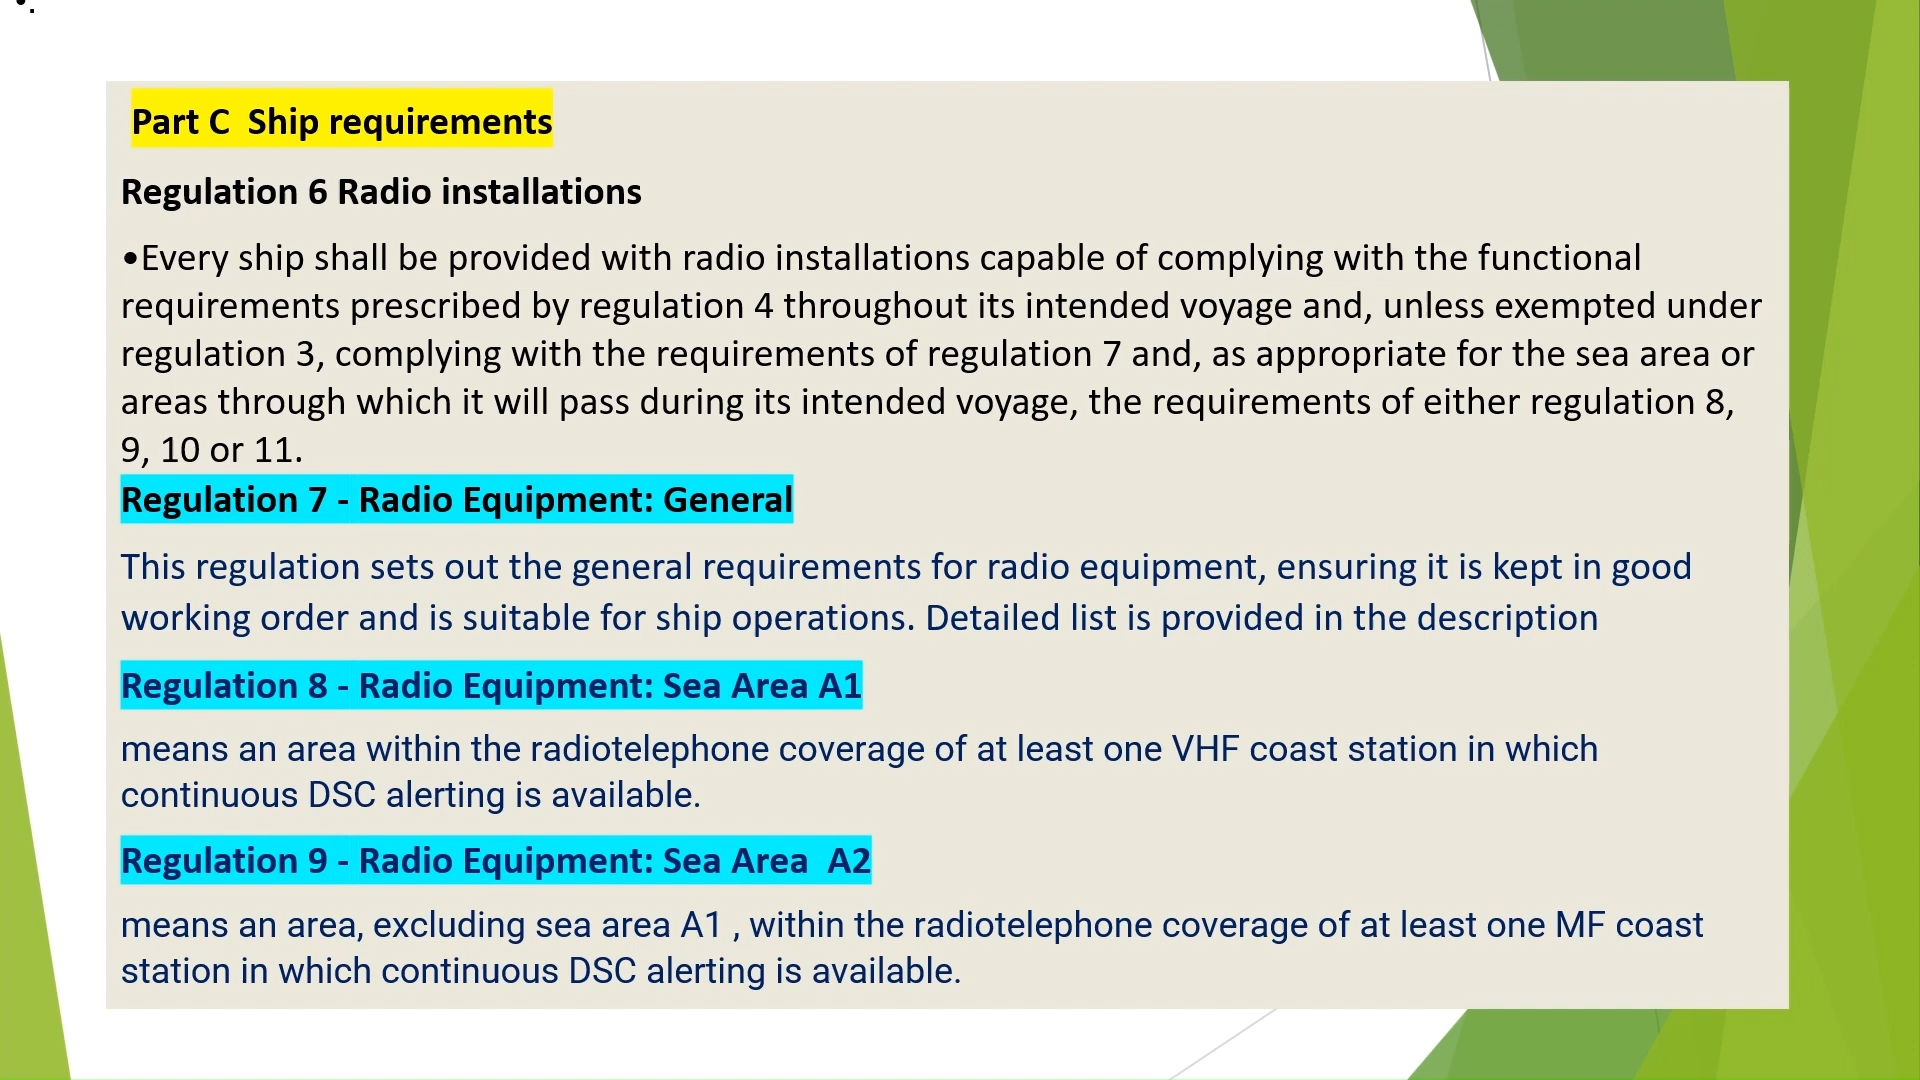 •.
Part C  Ship requirements
Regulation 6 Radio installations
•Every ship shall be provided with radio installations capable of complying with the functional
requirements prescribed by regulation 4 throughout its intended voyage and, unless exempted under
regulation 3, complying with the requirements of regulation 7 and, as appropriate for the sea area or
areas through which it will pass during its intended voyage, the requirements of either regulation 8,
9, 10 or 11.
Regulation 7 - Radio Equipment: General
This regulation sets out the general requirements for radio equipment, ensuring it is kept in good
working order and is suitable for ship operations. Detailed list is provided in the description
Regulation 8 - Radio Equipment: Sea Area A1
means an area within the radiotelephone coverage of at least one VHF coast station in which
continuous DSC alerting is available.
Regulation 9 - Radio Equipment: Sea Area  A2
means an area, excluding sea area A1 , within the radiotelephone coverage of at least one MF coast
station in which continuous DSC alerting is available.